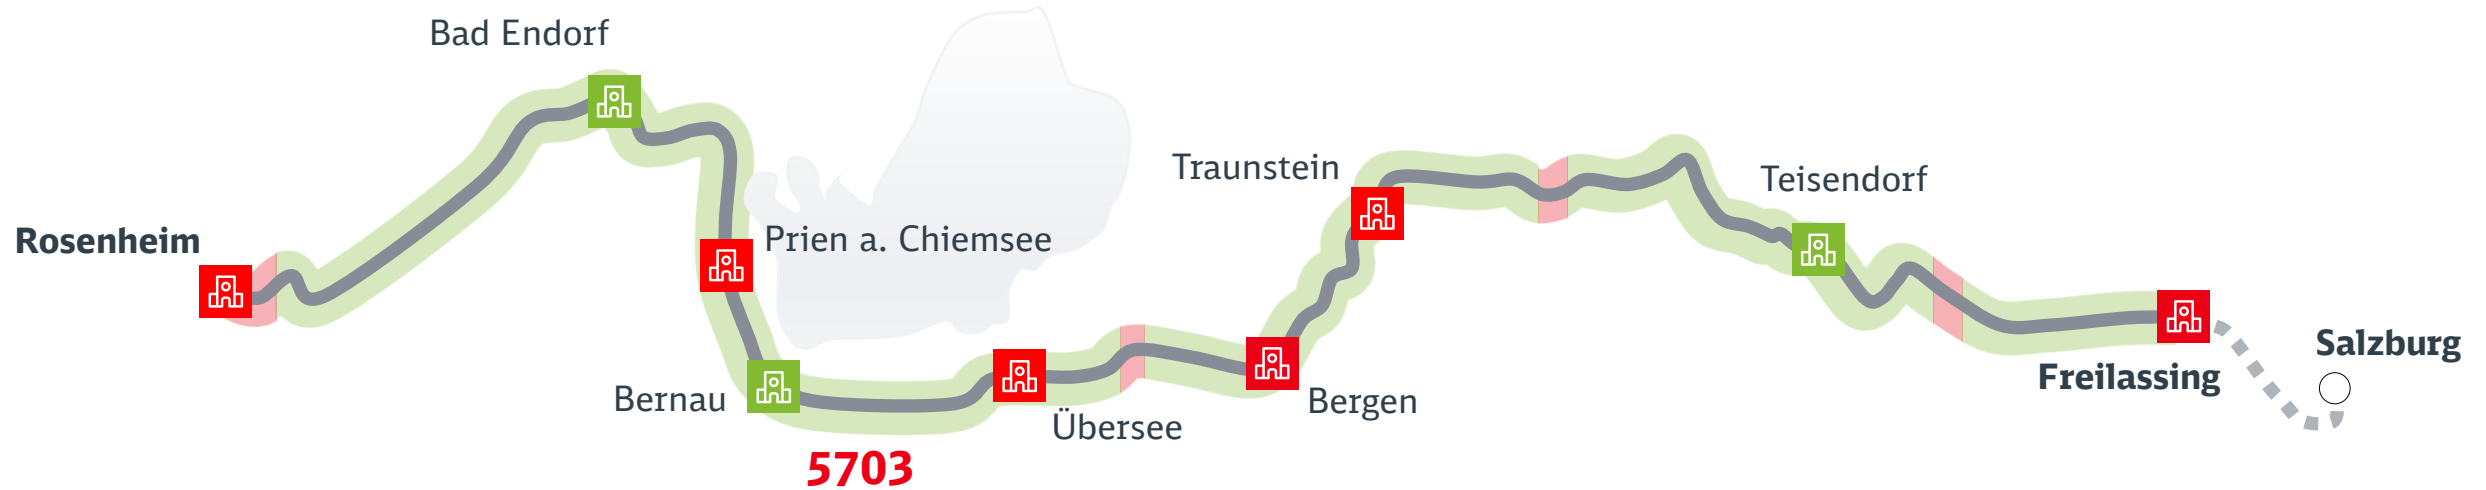 Bad Endorf
Traunstein
Teisendorf
Rosenheim
Prien a. Chiemsee
Salzburg
Freilassing
Bernau
Bergen
Übersee
5703